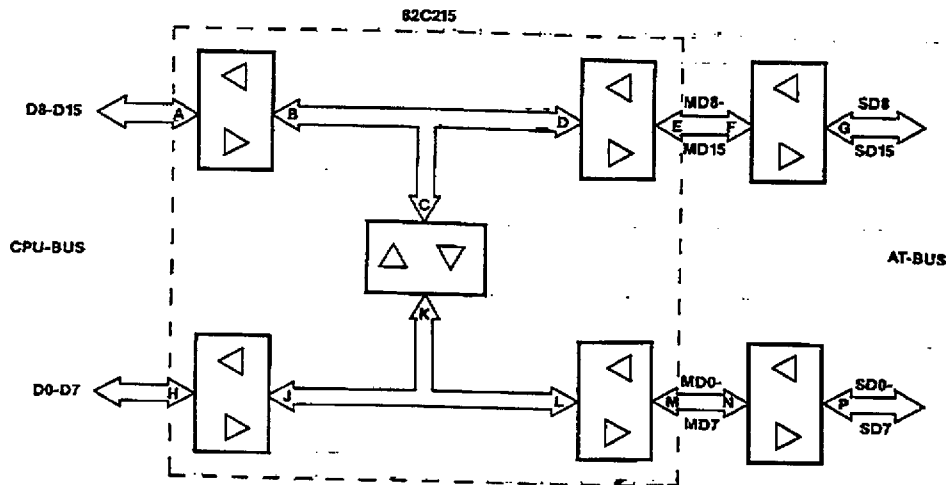 82C215
D8-D15
A
B
D
E
MD8-
MD15
F
G
SD8
SD15
C
CPU-BUS
AT-BUS
K
D0-D7
H
J
L
M
MD0-
MD7
N
P
SD0-
SD7